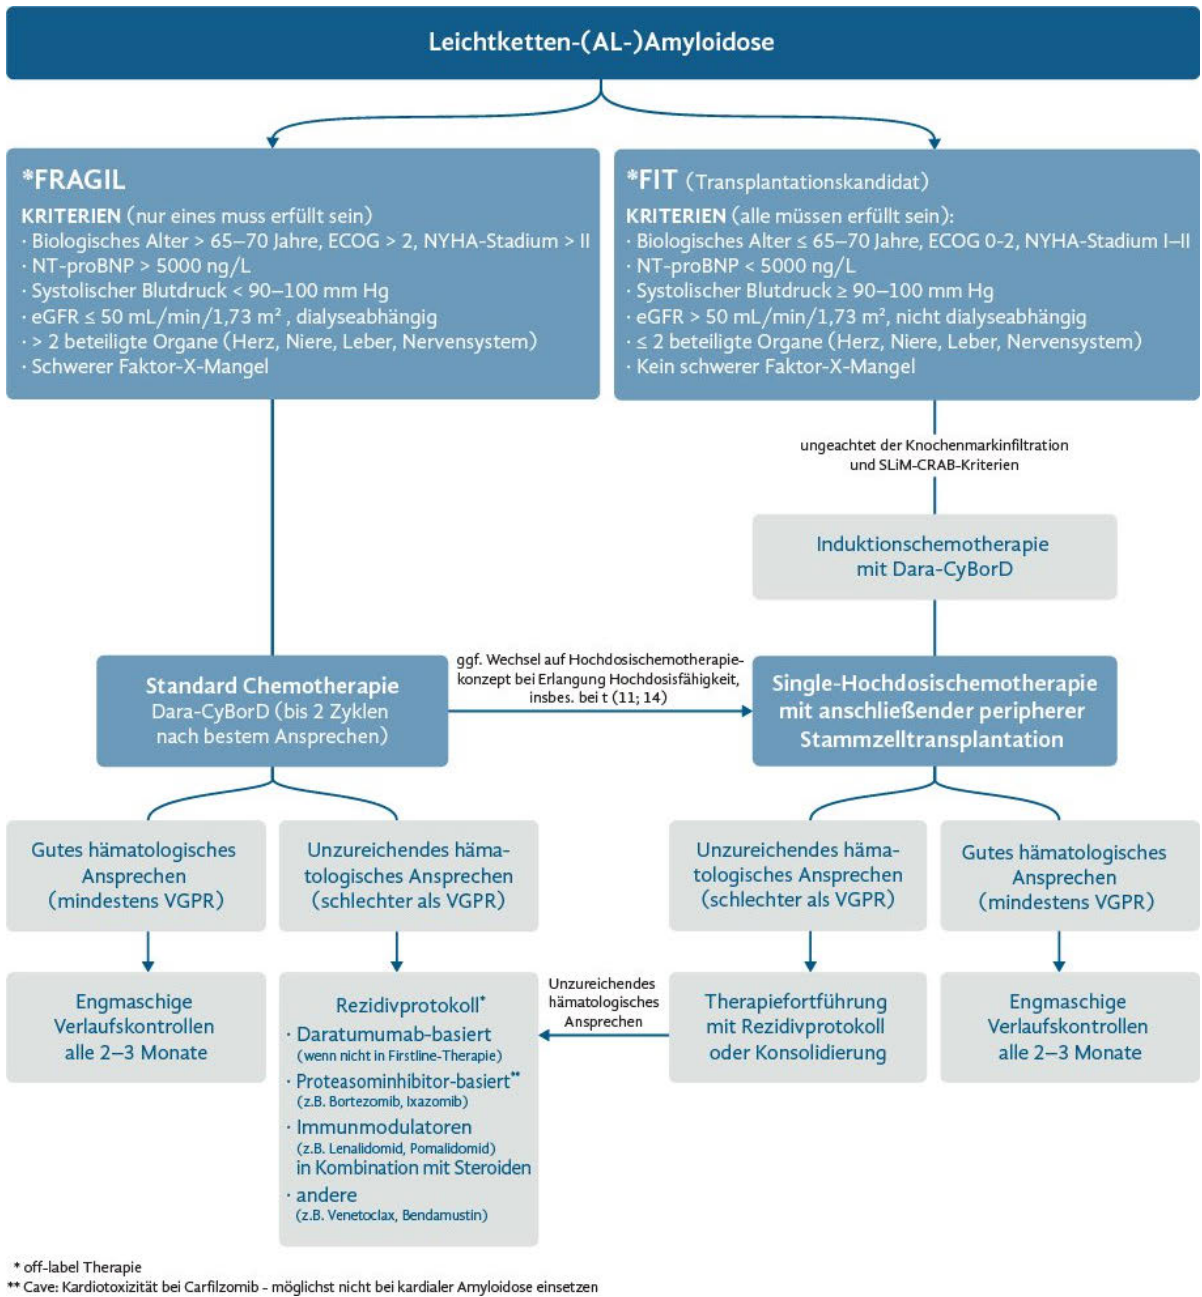 Leichtketten-(AL-)Amyloidose
*FRAGIL
KRITERIEN (nur eines muss erfüllt sein)
· Biologisches Alter > 65–70 Jahre, ECOG > 2, NYHA-Stadium > II
· NT-proBNP > 5000 ng/L
· Systolischer Blutdruck < 90–100 mm Hg
· eGFR ≤ 50 mL/min/1,73 m² , dialyseabhängig
· > 2 beteiligte Organe (Herz, Niere, Leber, Nervensystem)
· Schwerer Faktor-X-Mangel
*FIT (Transplantationskandidat)
KRITERIEN (alle müssen erfüllt sein):
· Biologisches Alter ≤ 65–70 Jahre, ECOG 0-2, NYHA-Stadium I–II
· NT-proBNP < 5000 ng/L
· Systolischer Blutdruck ≥ 90–100 mm Hg
· eGFR > 50 mL/min/1,73 m², nicht dialyseabhängig
· ≤ 2 beteiligte Organe (Herz, Niere, Leber, Nervensystem)
· Kein schwerer Faktor-X-Mangel
ungeachtet der Knochenmarkinfiltration
und SLiM-CRAB-Kriterien
Induktionschemotherapie
mit Dara-CyBorD
Standard Chemotherapie
Dara-CyBorD (bis 2 Zyklen
nach bestem Ansprechen)
ggf. Wechsel auf Hochdosischemotherapie-
konzept bei Erlangung Hochdosisfähigkeit,
insbes. bei t (11; 14)
Single-Hochdosischemotherapie
mit anschließender peripherer
Stammzelltransplantation
Gutes hämatologisches
Ansprechen
(mindestens VGPR)
Unzureichendes häma-
tologisches Ansprechen
(schlechter als VGPR)
Unzureichendes häma-
tologisches Ansprechen
(schlechter als VGPR)
Gutes hämatologisches
Ansprechen
(mindestens VGPR)
Engmaschige
Verlaufskontrollen
alle 2–3 Monate
Rezidivprotokoll*
· Daratumumab-basiert
(wenn nicht in Firstline-Therapie)
· Proteasominhibitor-basiert**
(z.B. Bortezomib, Ixazomib)
· Immunmodulatoren
(z.B. Lenalidomid, Pomalidomid)
in Kombination mit Steroiden
· andere
(z.B. Venetoclax, Bendamustin)
Unzureichendes
hämatologisches
Ansprechen
Therapiefortführung
mit Rezidivprotokoll
oder Konsolidierung
Engmaschige
Verlaufskontrollen
alle 2–3 Monate
* off-label Therapie
** Cave: Kardiotoxizität bei Carfilzomib - möglichst nicht bei kardialer Amyloidose einsetzen